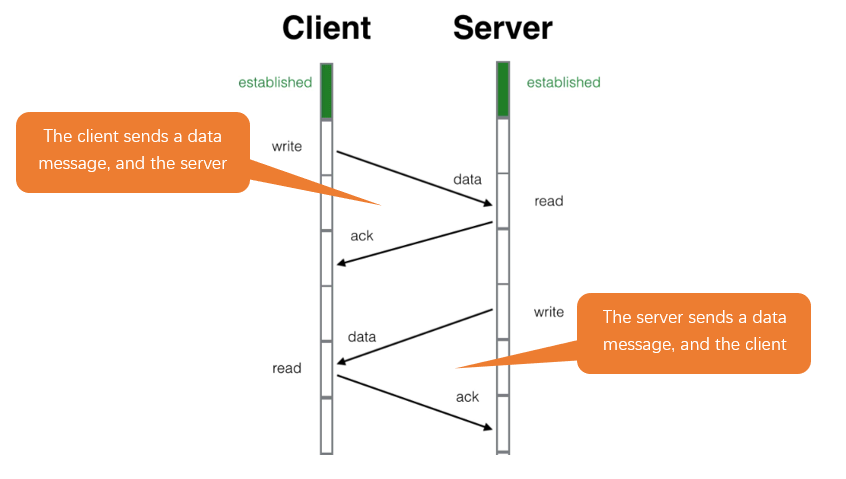 Client Server
established established
The client sends a data
message, and the server
write
data
read
ack
The server sends a data
message, and the client
write
data
read
ack